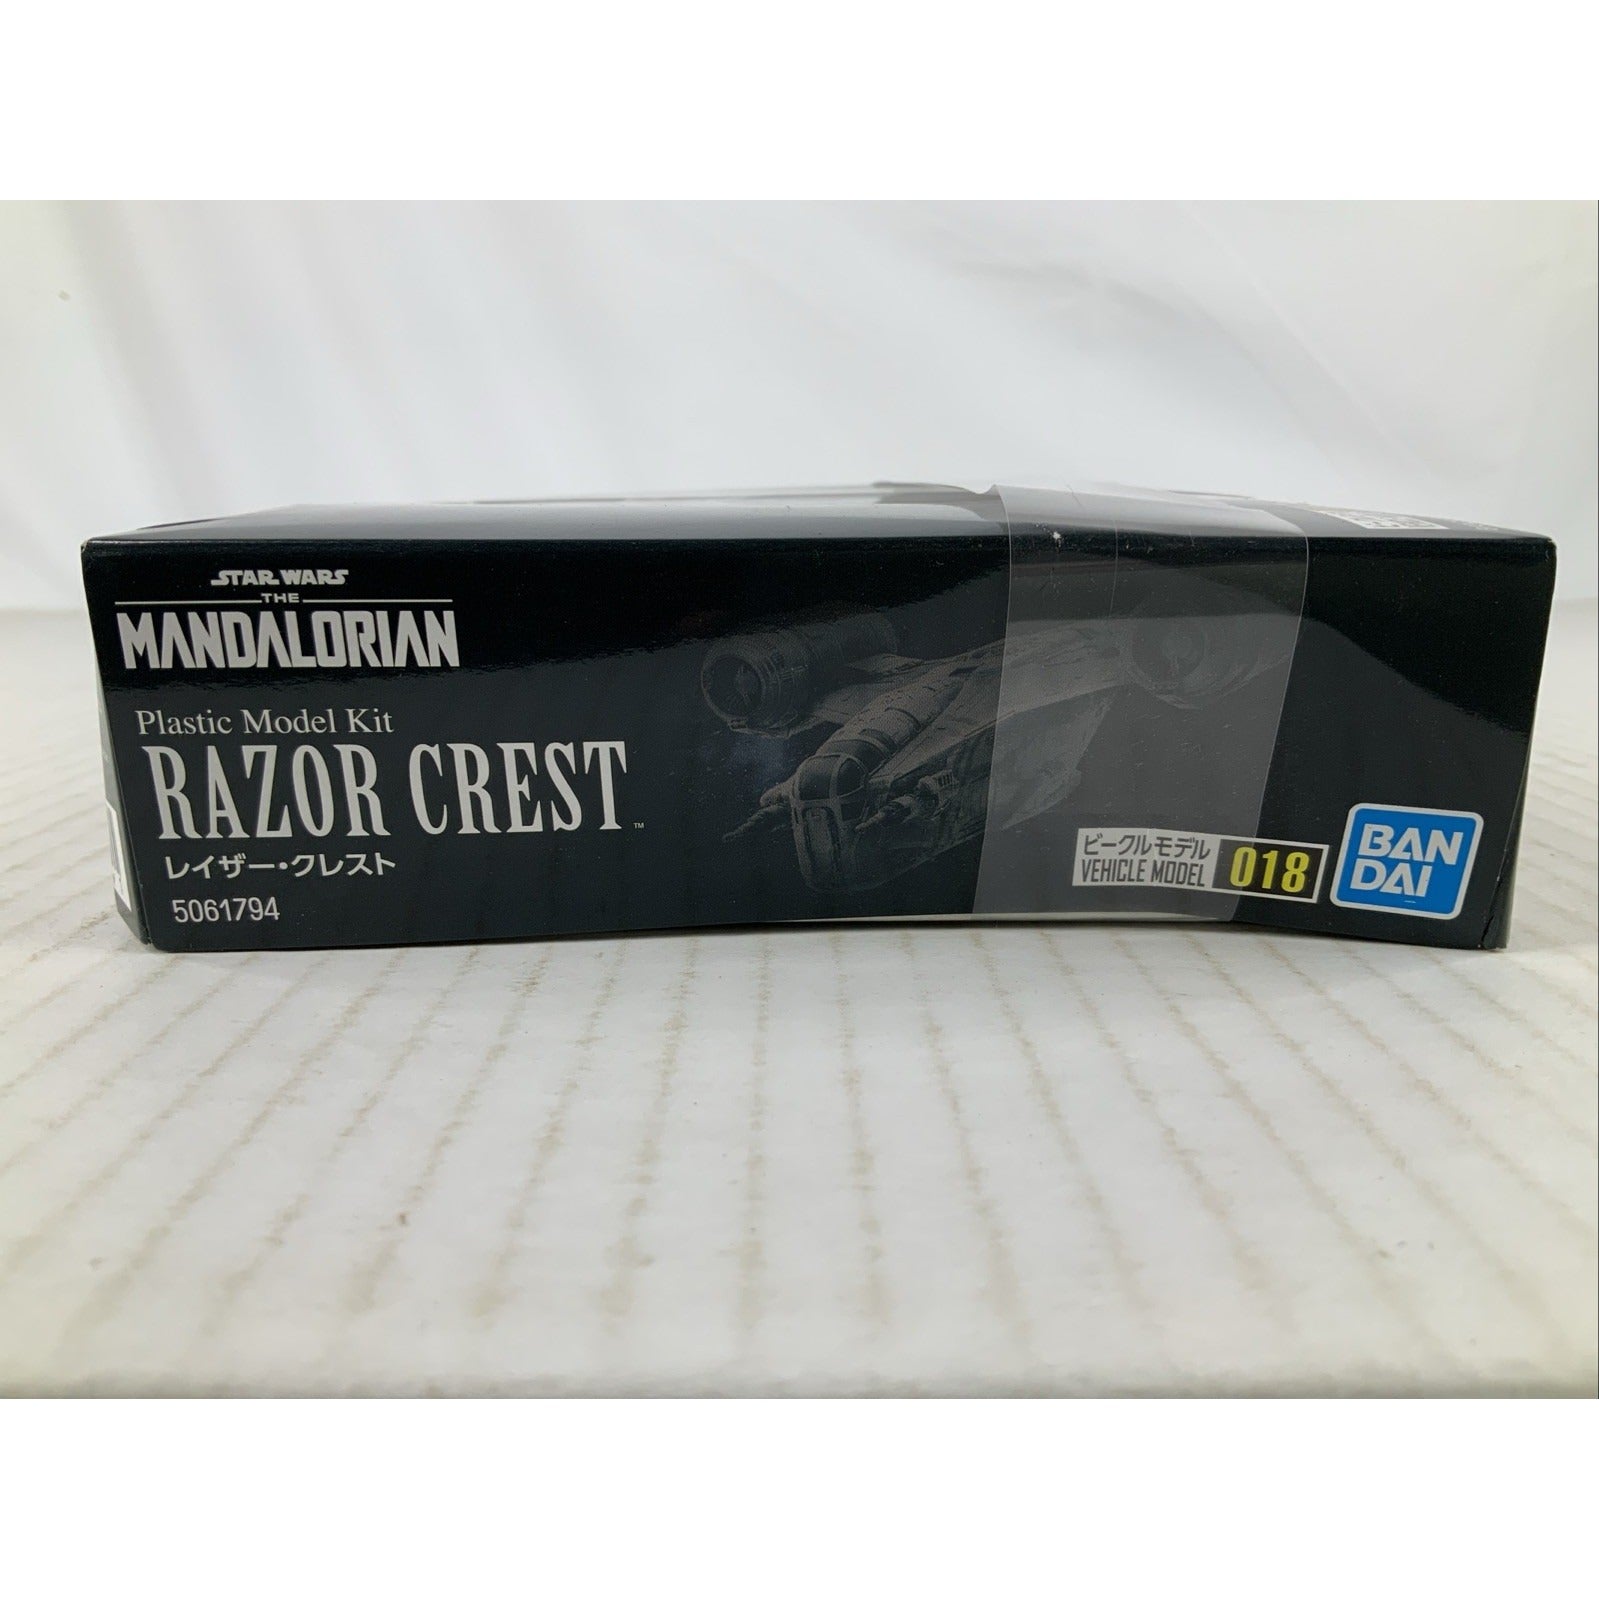 STAR WARS
THE
MANDALORIAN
Plastic Model Kit
RAZOR CREST™
レイザー・クレスト
5061794
ビークルモデル
VEHICLE MODEL 018
BAN
DAI